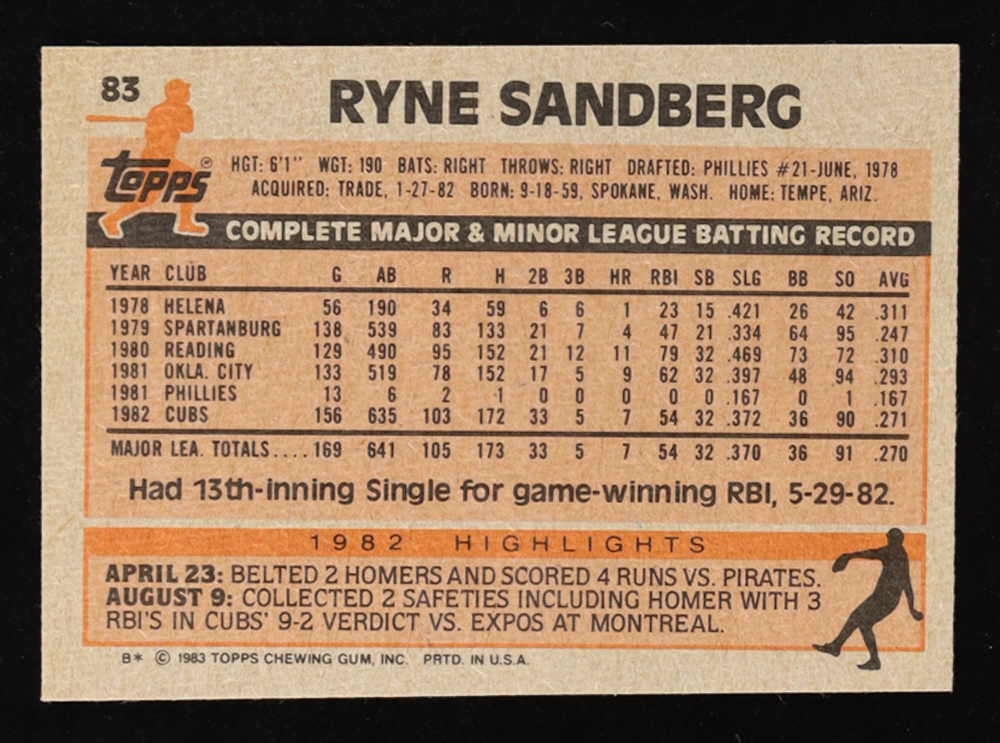 83
RYNE SANDBERG
Topps ®
HGT: 6'1" WGT: 190 BATS: RIGHT THROWS: RIGHT DRAFTED: PHILLIES #21-JUNE, 1978
ACQUIRED: TRADE, 1-27-82 BORN: 9-18-59, SPOKANE, WASH. HOME: TEMPE, ARIZ.
COMPLETE MAJOR & MINOR LEAGUE BATTING RECORD
YEAR CLUB G AB R H 2B 3B HR RBI SB SLG BB SO AVG
1978 HELENA 56 190 34 59 6 6 1 23 15 .421 26 42 .311
1979 SPARTANBURG 138 539 83 133 21 7 4 47 21 .334 64 95 .247
1980 READING 129 490 95 152 21 12 11 79 32 .469 73 72 .310
1981 OKLA. CITY 133 519 78 152 17 5 9 62 32 .397 48 94 .293
1981 PHILLIES 13 6 2 1 0 0 0 0 0 .167 0 1 .167
1982 CUBS 156 635 103 172 33 5 7 54 32 .372 36 90 .271
MAJOR LEA. TOTALS.... 169 641 105 173 33 5 7 54 32 .370 36 91 .270
Had 13th-inning Single for game-winning RBI, 5-29-82.
1982 HIGHLIGHTS
APRIL 23: BELTED 2 HOMERS AND SCORED 4 RUNS VS. PIRATES.
AUGUST 9: COLLECTED 2 SAFETIES INCLUDING HOMER WITH 3
RBI'S IN CUBS' 9-2 VERDICT VS. EXPOS AT MONTREAL.
B* © 1983 TOPPS CHEWING GUM, INC. PRTD. IN U.S.A.